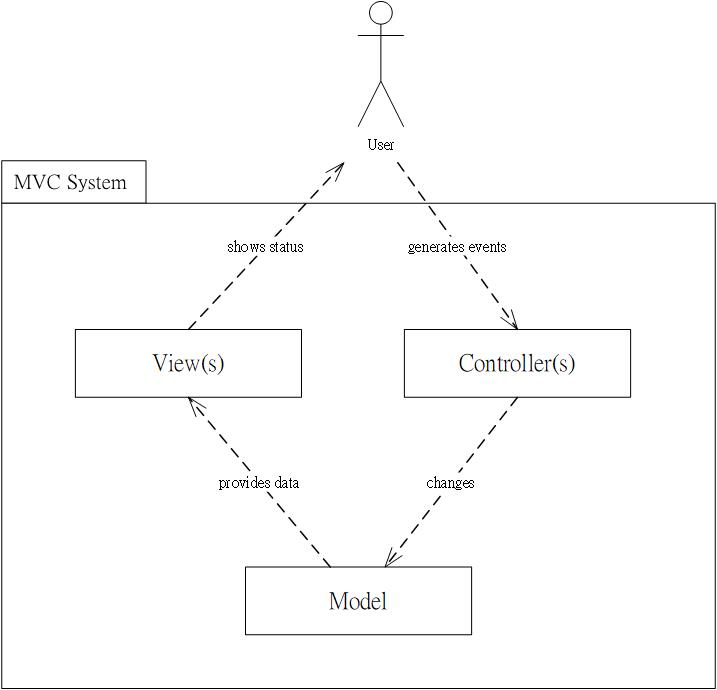 User
MVC System
shows status
generates events
View(s)
Controller(s)
provides data
changes
Model